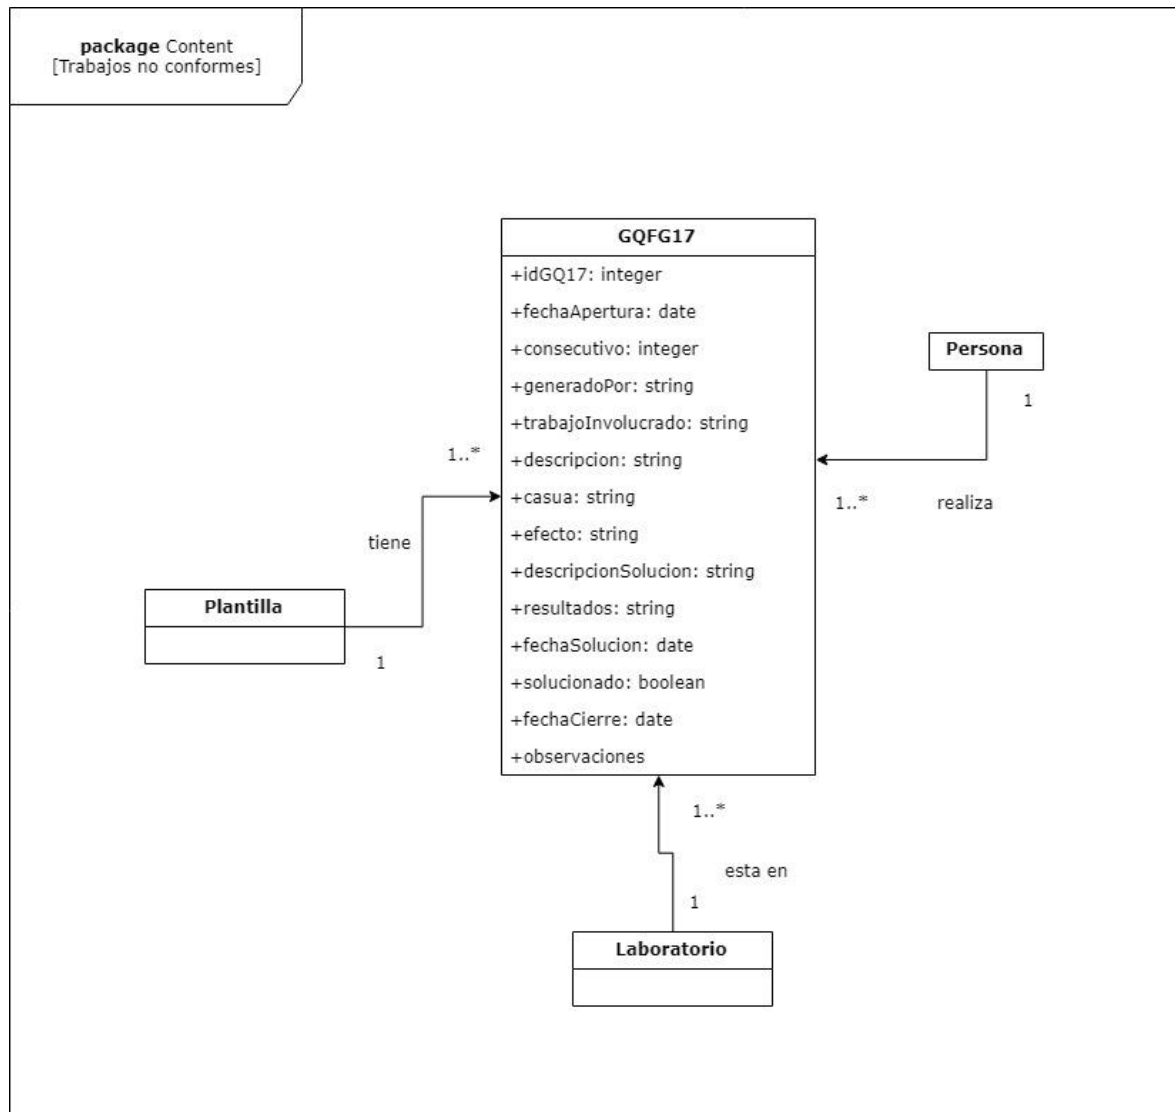 package Content
[Trabajos no conformes]
GQFG17
+idGQ17: integer
+fechaApertura: date
+consecutivo: integer
+generadoPor: string
+trabajoInvolucrado: string
+descripcion: string
+casua: string
+efecto: string
+descripcionSolucion: string
+resultados: string
+fechaSolucion: date
+solucionado: boolean
+fechaCierre: date
+observaciones
Persona
1
1..*
realiza
1..*
tiene
Plantilla
1
1..*
esta en
1
Laboratorio